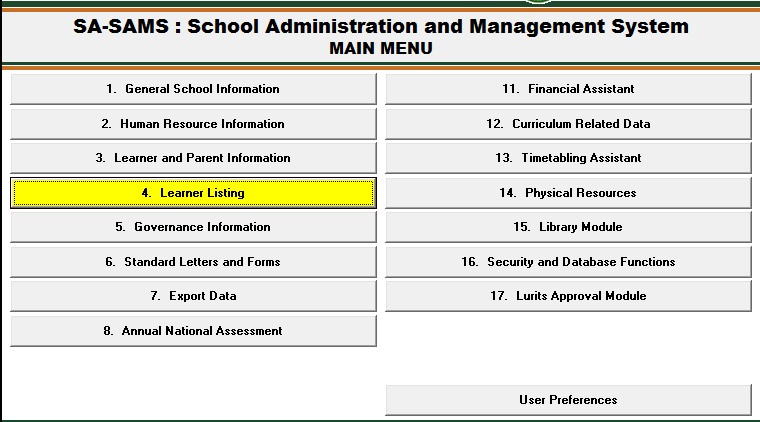 SA-SAMS : School Administration and Management System
MAIN MENU
1. General School Information
2. Human Resource Information
3. Learner and Parent Information
4. Learner Listing
5. Governance Information
6. Standard Letters and Forms
7. Export Data
8. Annual National Assessment
11. Financial Assistant
12. Curriculum Related Data
13. Timetabling Assistant
14. Physical Resources
15. Library Module
16. Security and Database Functions
17. Lurits Approval Module
User Preferences